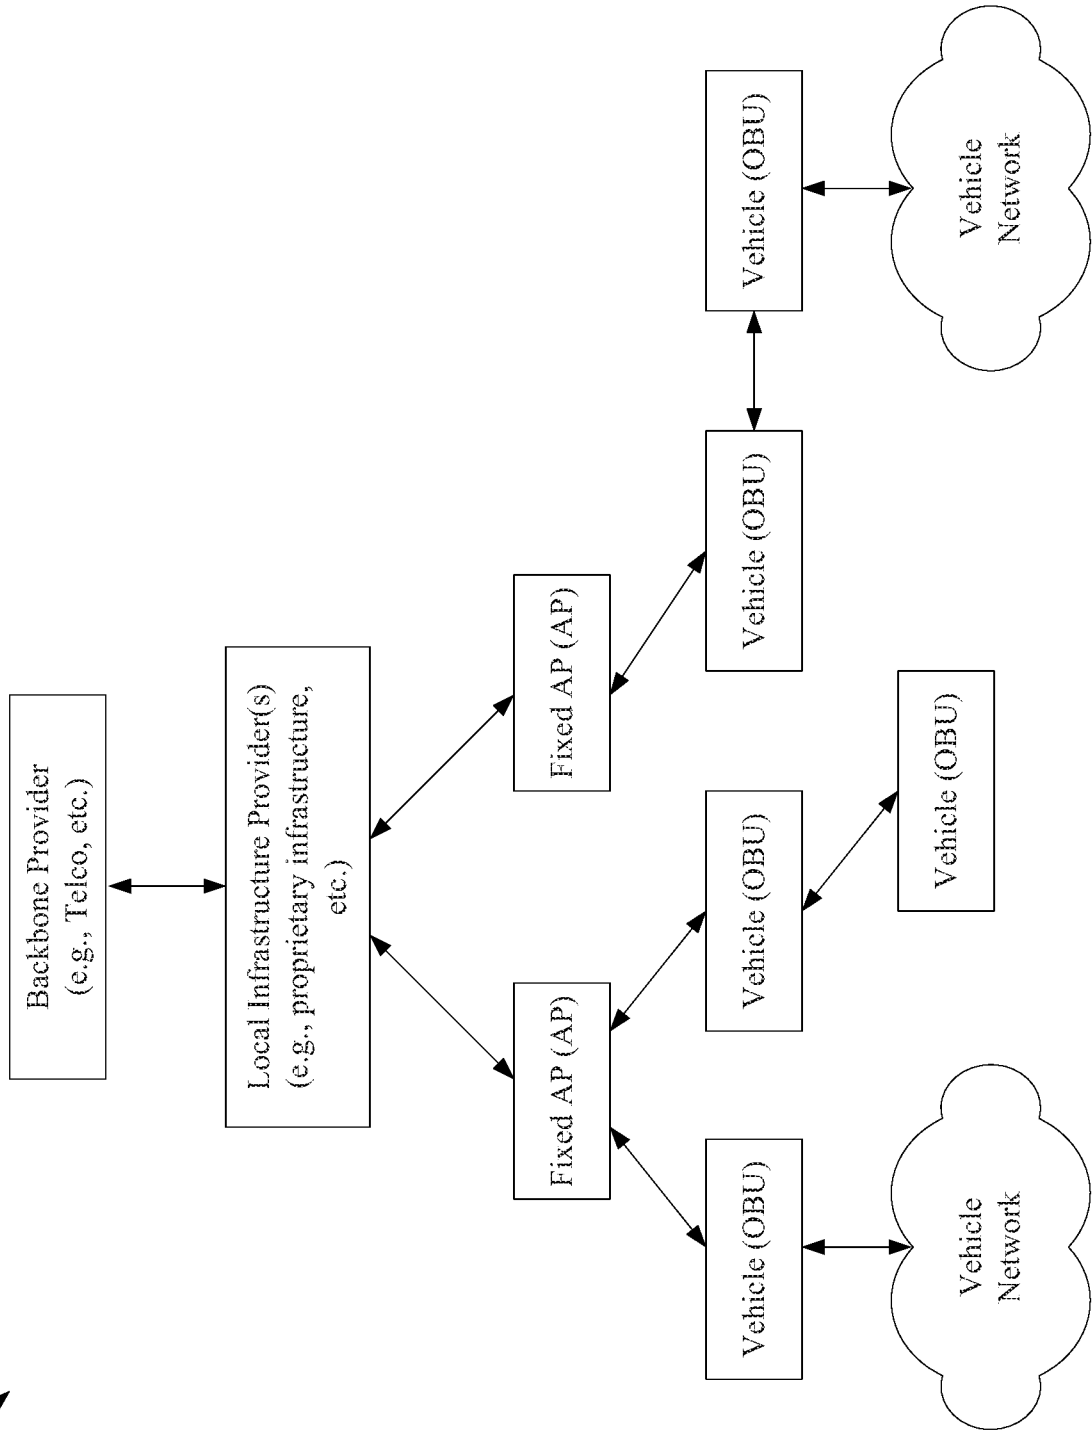 Backbone Provider
(e.g., Telco, etc.)
Local Infrastructure Provider(s)
(e.g., proprietary infrastructure,
etc.)
Fixed AP (AP)
Fixed AP (AP)
Vehicle (OBU)
Vehicle (OBU)
Vehicle (OBU)
Vehicle (OBU)
Vehicle (OBU)
Vehicle
Network
Vehicle
Network